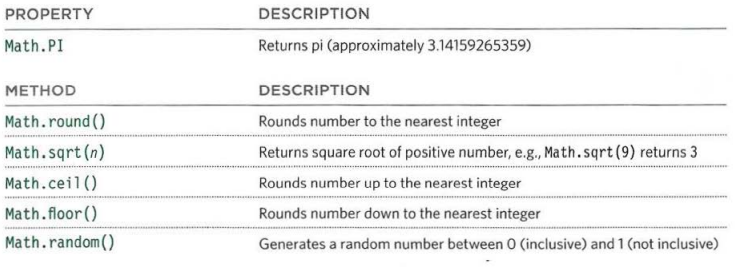 PROPERTY DESCRIPTION
Math.PI Returns pi (approximately 3.14159265359)
METHOD DESCRIPTION
Math.round() Rounds number to the nearest integer
Math.sqrt(n) Returns square root of positive number, e.g., Math.sqrt(9) returns 3
Math.ceil() Rounds number up to the nearest integer
Math.floor() Rounds number down to the nearest integer
Math.random() Generates a random number between 0 (inclusive) and 1 (not inclusive)